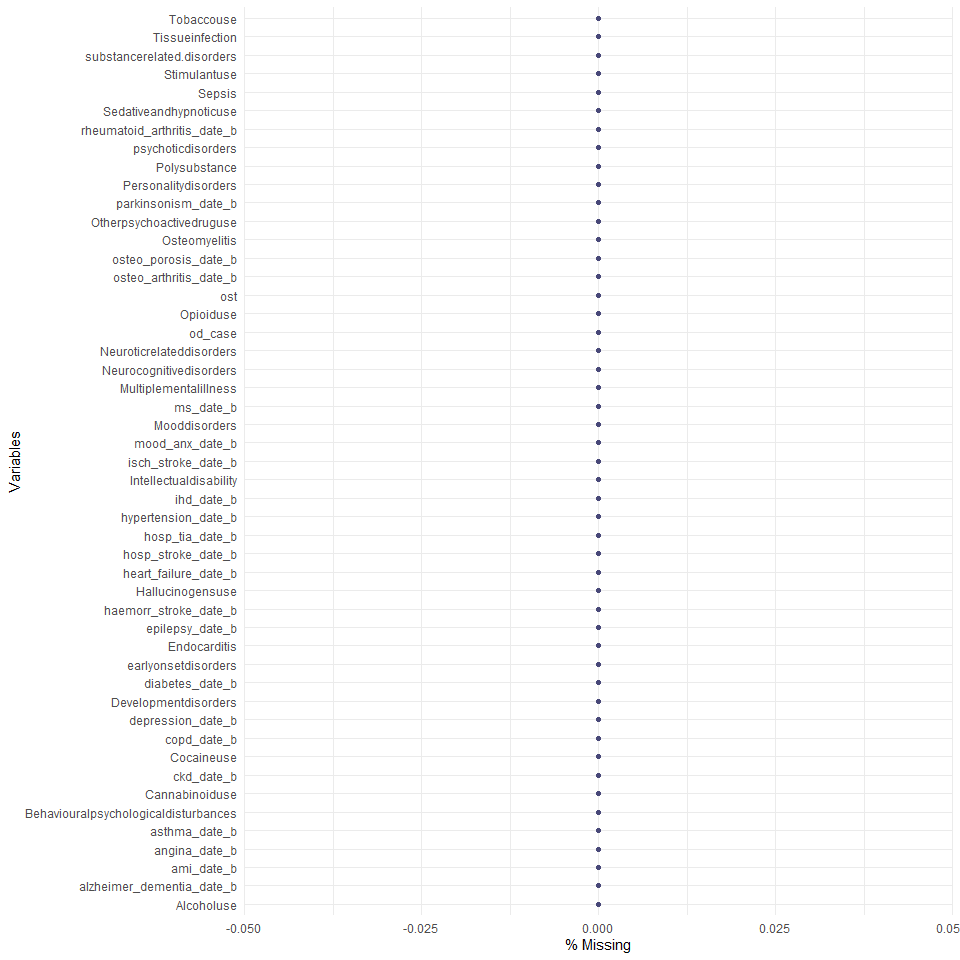 Tobaccouse
Tissueinfection
substancerelated.disorders
Stimulantuse
Sepsis
Sedativeandhypnoticuse
rheumatoid_arthritis_date_b
psychoticdisorders
Polysubstance
Personalitydisorders
parkinsonism_date_b
Otherpsychoactivedruguse
Osteomyelitis
osteo_porosis_date_b
osteo_arthritis_date_b
ost
Opioiduse
od_case
Neuroticrelateddisorders
Neurocognitivedisorders
Multiplementalillness
ms_date_b
Mooddisorders
mood_anx_date_b
isch_stroke_date_b
Intellectualdisability
ihd_date_b
hypertension_date_b
hosp_tia_date_b
hosp_stroke_date_b
heart_failure_date_b
Hallucinogensuse
haemorr_stroke_date_b
epilepsy_date_b
Endocarditis
earlyonsetdisorders
diabetes_date_b
Developmentdisorders
depression_date_b
copd_date_b
Cocaineuse
ckd_date_b
Cannabinoiduse
Behaviouralpsychologicaldisturbances
asthma_date_b
angina_date_b
ami_date_b
alzheimer_dementia_date_b
Alcoholuse
Variables
-0.050 -0.025 0.000 0.025 0.05
% Missing